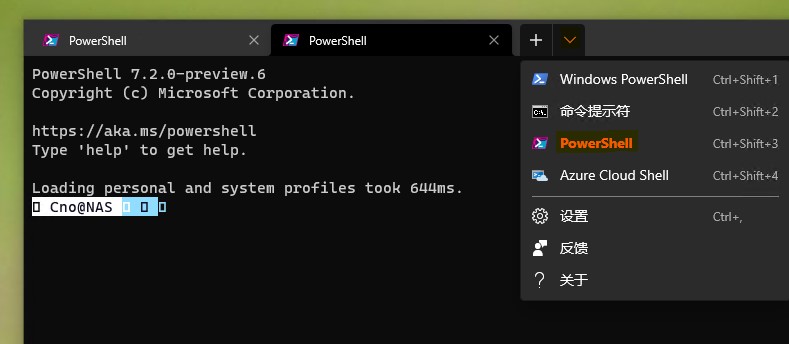 PowerShell
PowerShell
PowerShell 7.2.0-preview.6
Copyright (c) Microsoft Corporation.
https://aka.ms/powershell
Type 'help' to get help.
Loading personal and system profiles took 644ms.
Cno@NAS
Windows PowerShell Ctrl+Shift+1
命令提示符 Ctrl+Shift+2
PowerShell Ctrl+Shift+3
Azure Cloud Shell Ctrl+Shift+4
设置 Ctrl+,
反馈
关于